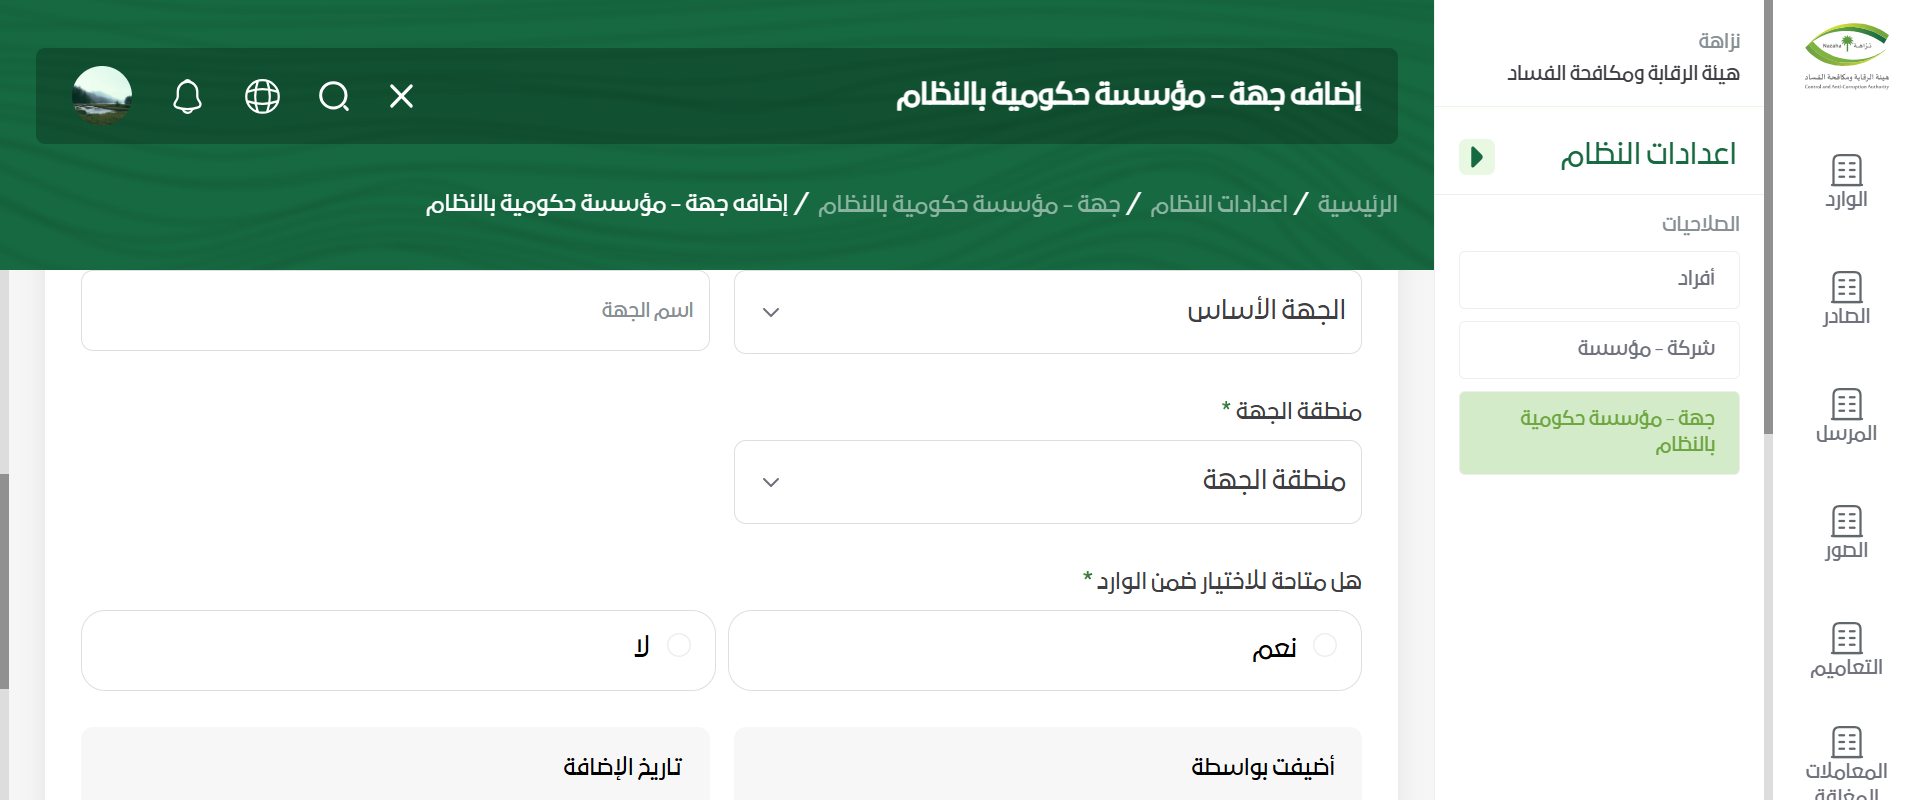 نزاهة
Nazaha
هيئة الرقابة ومكافحة الفساد
Control and Anti-Corruption Authority
الوارد
الصادر
المرسل
الصور
التعاميم
المعاملات
المغلقة
نزاهة
هيئة الرقابة ومكافحة الفساد
اعدادات النظام
الصلاحيات
أفراد
شركة - مؤسسة
جهة - مؤسسة حكومية
بالنظام
إضافه جهة - مؤسسة حكومية بالنظام
الرئيسية / اعدادات النظام / جهة - مؤسسة حكومية بالنظام / إضافه جهة - مؤسسة حكومية بالنظام
الجهة الأساس
اسم الجهة
منطقة الجهة *
منطقة الجهة
هل متاحة للاختيار ضمن الوارد *
نعم
لا
أضيفت بواسطة
تاريخ الإضافة